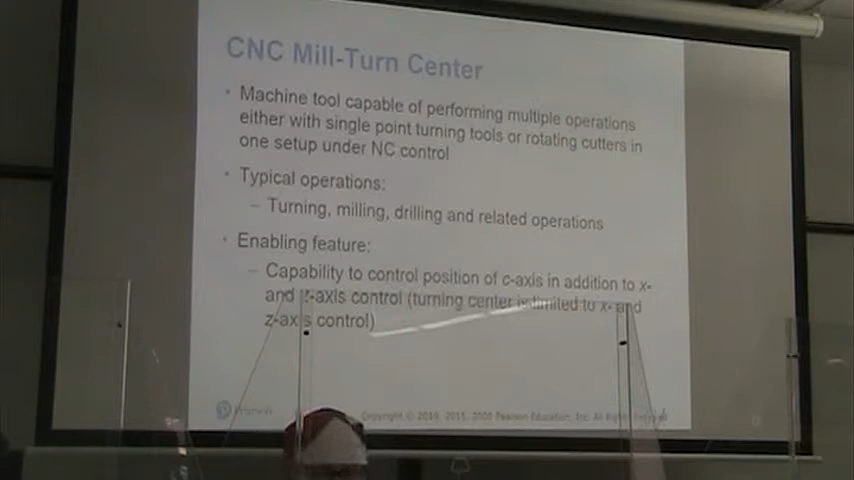 CNC Mill-Turn Center
• Machine tool capable of performing multiple operations
either with single point turning tools or rotating cutters in
one setup under NC control
• Typical operations:
– Turning, milling, drilling and related operations
• Enabling feature:
– Capability to control position of c-axis in addition to x-
and z-axis control (turning center is limited to x- and
z-axis control)
Copyright © 2019, 2015, 2008 Pearson Education, Inc. All Rights